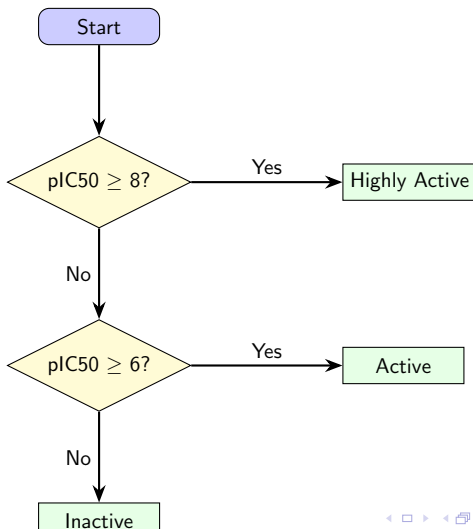 Start
pIC50 ≥ 8?
Yes
Highly Active
No
pIC50 ≥ 6?
Yes
Active
No
Inactive